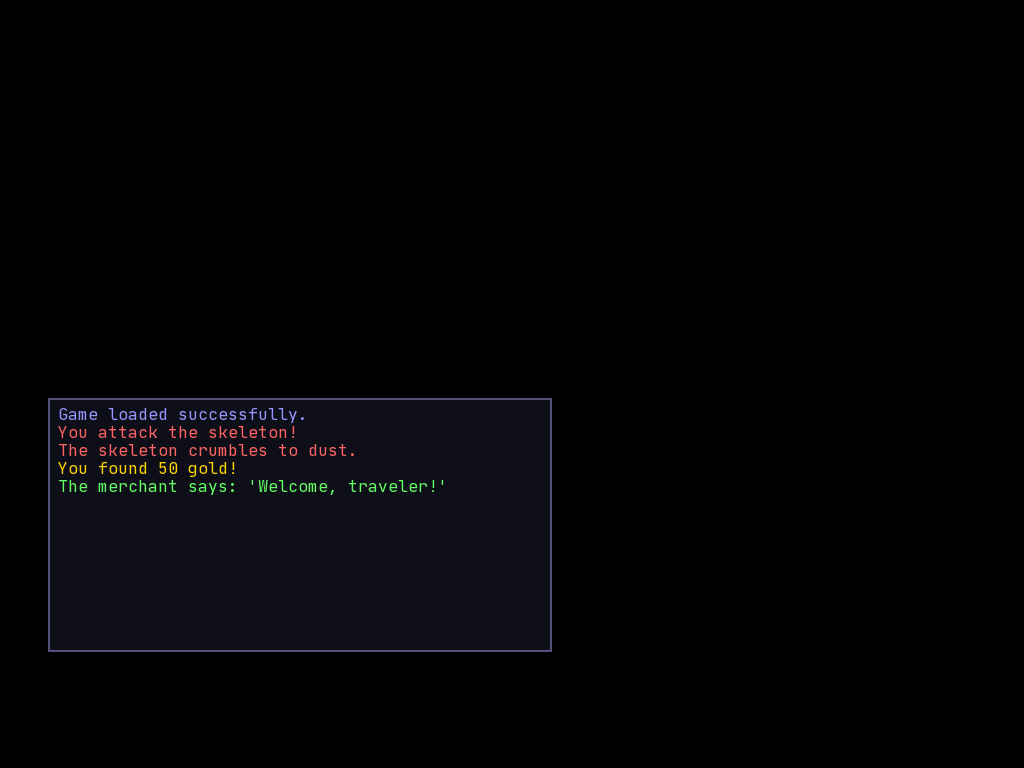 Game loaded successfully.
You attack the skeleton!
The skeleton crumbles to dust.
You found 50 gold!
The merchant says: 'Welcome, traveler!'